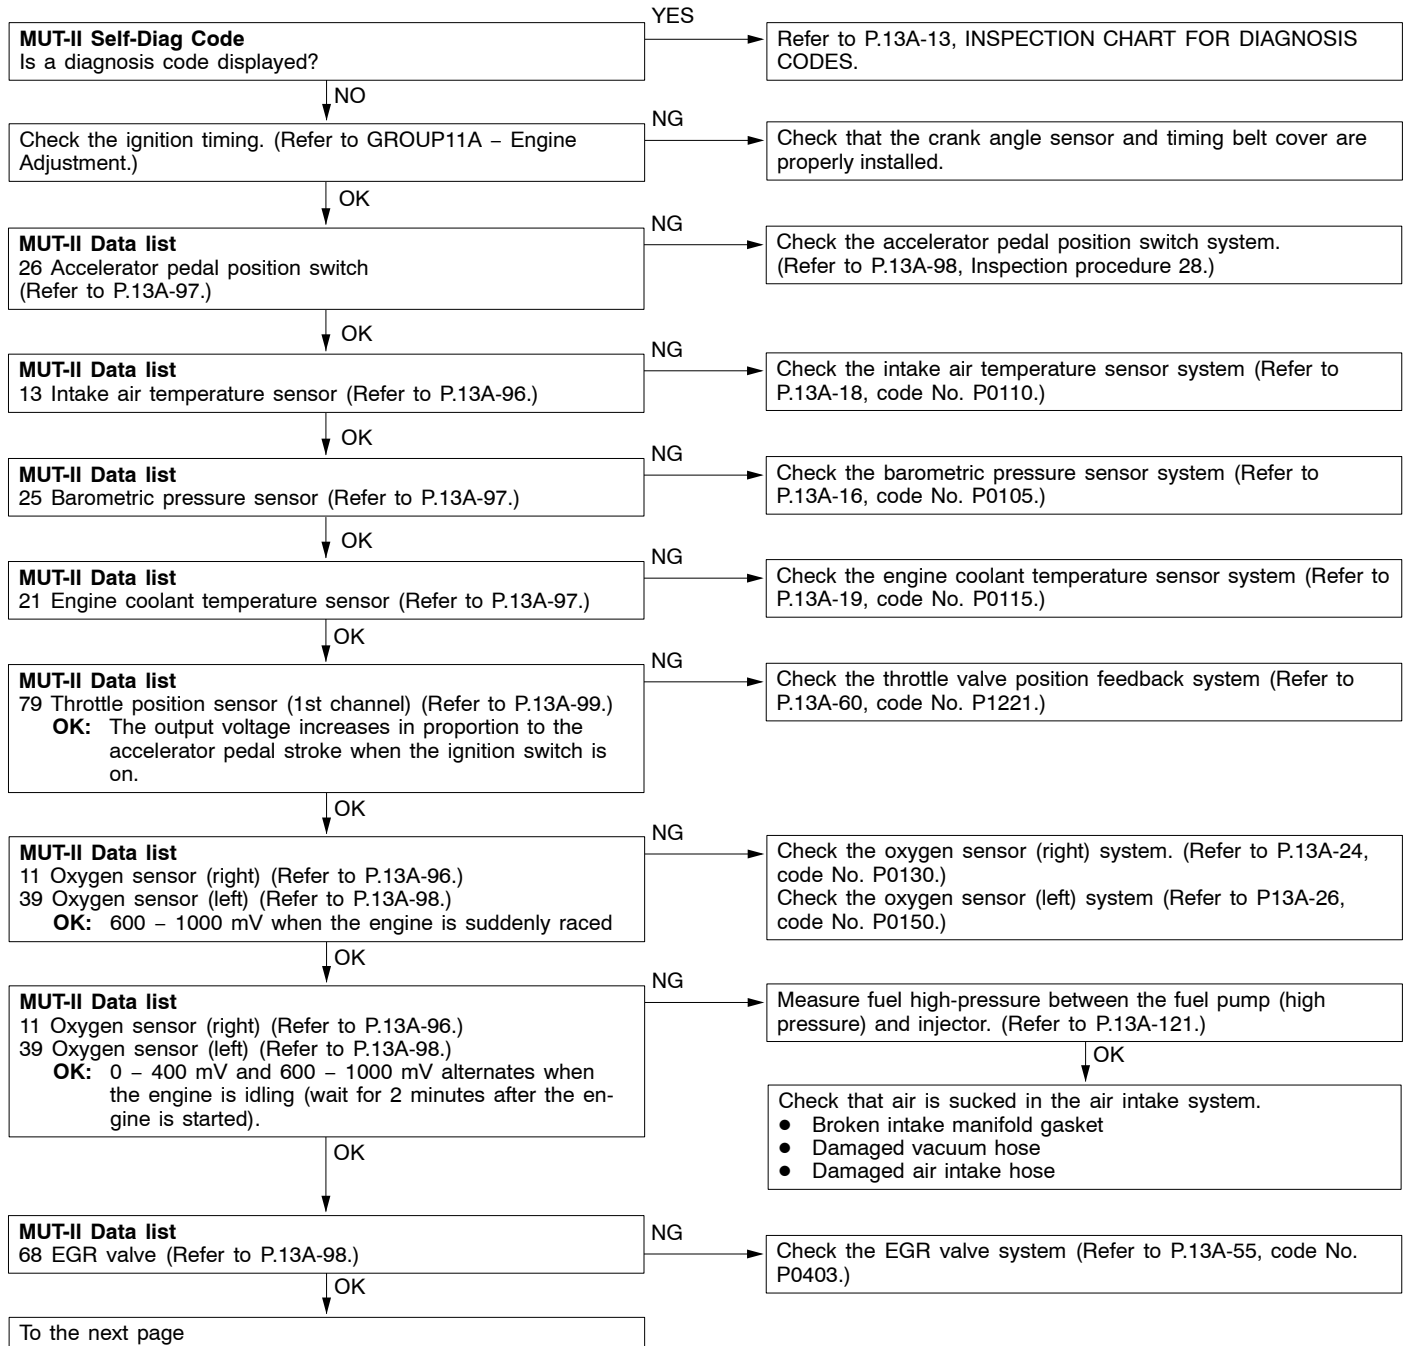 YES
MUT-II Self-Diag Code
Is a diagnosis code displayed?
Refer to P.13A-13, INSPECTION CHART FOR DIAGNOSIS
CODES.
NO
Check the ignition timing. (Refer to GROUP11A – Engine
Adjustment.)
NG
Check that the crank angle sensor and timing belt cover are
properly installed.
OK
MUT-II Data list
26 Accelerator pedal position switch
(Refer to P.13A-97.)
NG
Check the accelerator pedal position switch system.
(Refer to P.13A-98, Inspection procedure 28.)
OK
MUT-II Data list
13 Intake air temperature sensor (Refer to P.13A-96.)
NG
Check the intake air temperature sensor system (Refer to
P.13A-18, code No. P0110.)
OK
MUT-II Data list
25 Barometric pressure sensor (Refer to P.13A-97.)
NG
Check the barometric pressure sensor system (Refer to
P.13A-16, code No. P0105.)
OK
MUT-II Data list
21 Engine coolant temperature sensor (Refer to P.13A-97.)
NG
Check the engine coolant temperature sensor system (Refer to
P.13A-19, code No. P0115.)
OK
MUT-II Data list
79 Throttle position sensor (1st channel) (Refer to P.13A-99.)
OK: The output voltage increases in proportion to the
accelerator pedal stroke when the ignition switch is
on.
NG
Check the throttle valve position feedback system (Refer to
P.13A-60, code No. P1221.)
OK
MUT-II Data list
11 Oxygen sensor (right) (Refer to P.13A-96.)
39 Oxygen sensor (left) (Refer to P.13A-98.)
OK: 600 – 1000 mV when the engine is suddenly raced
NG
Check the oxygen sensor (right) system. (Refer to P.13A-24,
code No. P0130.)
Check the oxygen sensor (left) system (Refer to P13A-26,
code No. P0150.)
OK
MUT-II Data list
11 Oxygen sensor (right) (Refer to P.13A-96.)
39 Oxygen sensor (left) (Refer to P.13A-98.)
OK: 0 – 400 mV and 600 – 1000 mV alternates when
the engine is idling (wait for 2 minutes after the en-
gine is started).
NG
Measure fuel high-pressure between the fuel pump (high
pressure) and injector. (Refer to P.13A-121.)
OK
Check that air is sucked in the air intake system.
● Broken intake manifold gasket
● Damaged vacuum hose
● Damaged air intake hose
OK
MUT-II Data list
68 EGR valve (Refer to P.13A-98.)
NG
Check the EGR valve system (Refer to P.13A-55, code No.
P0403.)
OK
To the next page